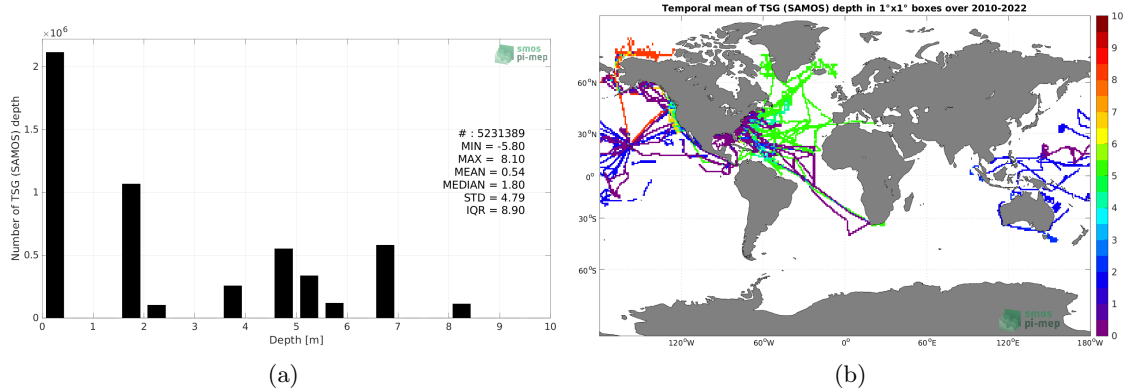 ×10⁶
2
1.5
1
0.5
0
Number of TSG (SAMOS) depth
smos
pi-mep
# : 5231389
MIN = -5.80
MAX = 8.10
MEAN = 0.54
MEDIAN = 1.80
STD = 4.79
IQR = 8.90
0 1 2 3 4 5 6 7 8 9 10
Depth [m]
(a)
Temporal mean of TSG (SAMOS) depth in 1°x1° boxes over 2010-2022
60°N
30°N
0°
30°S
60°S
120°W 60°W 0°E 60°E 120°E 180°W
smos
pi-mep
10
9
8
7
6
5
4
3
2
1
0
(b)